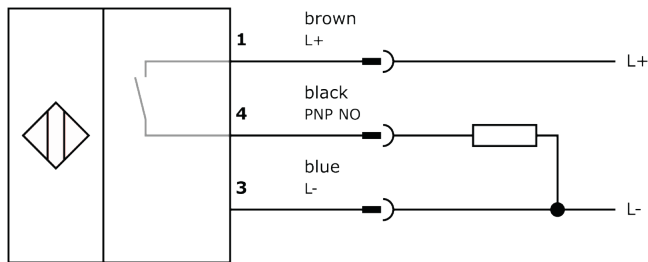 brown
1 L+ L+
black
4 PNP NO
blue
3 L- L-